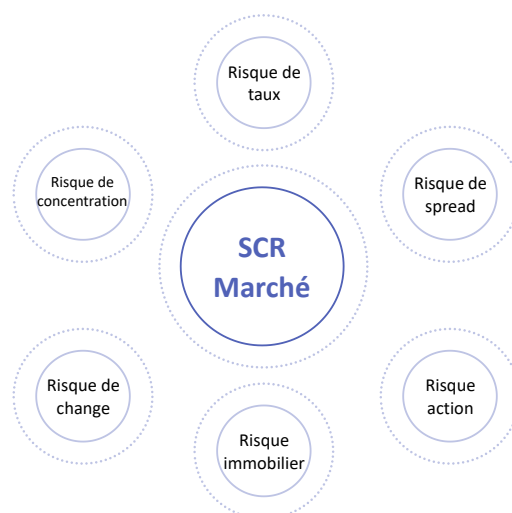 Risque de
taux
Risque de
concentration
Risque de
spread
SCR
Marché
Risque de
change
Risque
action
Risque
immobilier